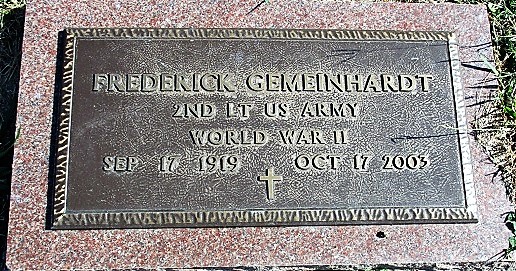 FREDERICK GEMEINHARDT
2ND LT US ARMY
WORLD WAR II
SEP 17 1919 OCT 17 2003